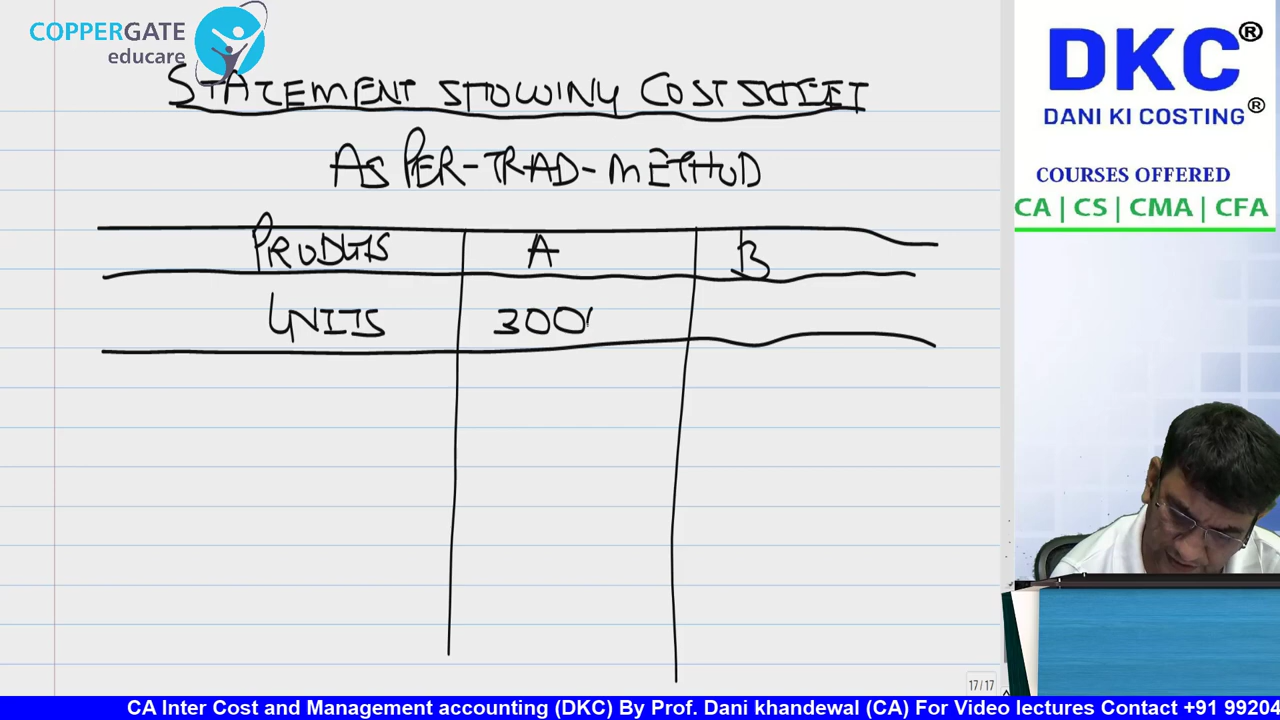 COPPERGATE
educare
STATEMENT SHOWING COST SHEET
AS PER-TRAD-METHOD
PRODUTS A B
UNITS 300
DKC®
DANI KI COSTING®
COURSES OFFERED
CA | CS | CMA | CFA
17/17
CA Inter Cost and Management accounting (DKC) By Prof. Dani khandewal (CA) For Video lectures Contact +91 99204